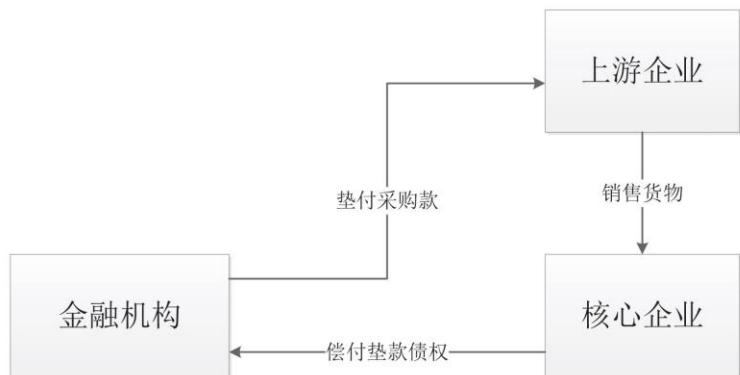 上游企业
垫付采购款
销售货物
金融机构
核心企业
偿付垫款债权